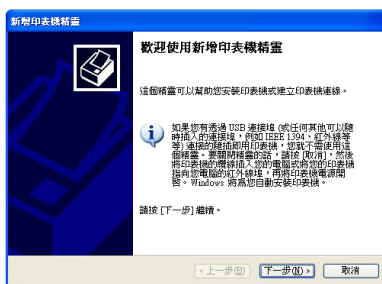 新增印表機精靈
歡迎使用新增印表機精靈
這個精靈可以幫助您安裝印表機或建立印表機連線。
如果您有透過 USB 連接埠 (或任何其他可以隨
時插入的連接埠，例如 IEEE 1394、紅外線等
等) 連接的隨插即用印表機，您就不需使用這
個精靈。要關閉精靈的話，請按 [取消]，然後
將印表機的纜線插入您的電腦或將您的印表機
指向您電腦的紅外線埠，再將印表機電源開
啓。Windows 將為您自動安裝印表機。
請按 [下一步] 繼續。
<上一步(B) 下一步(N)> 取消